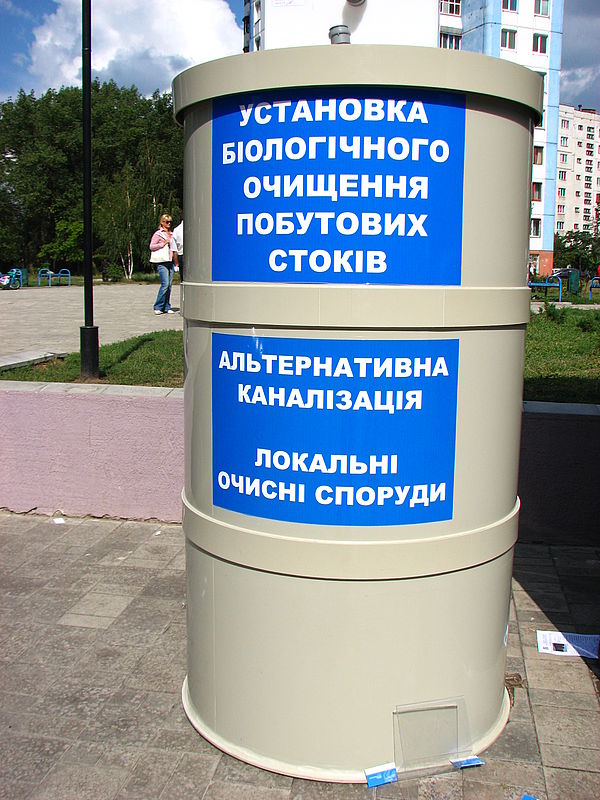 УСТАНОВКА
БІОЛОГІЧНОГО
ОЧИЩЕННЯ
ПОБУТОВИХ
СТОКІВ
АЛЬТЕРНАТИВНА
КАНАЛІЗАЦІЯ
ЛОКАЛЬНІ
ОЧИСНІ СПОРУДИ